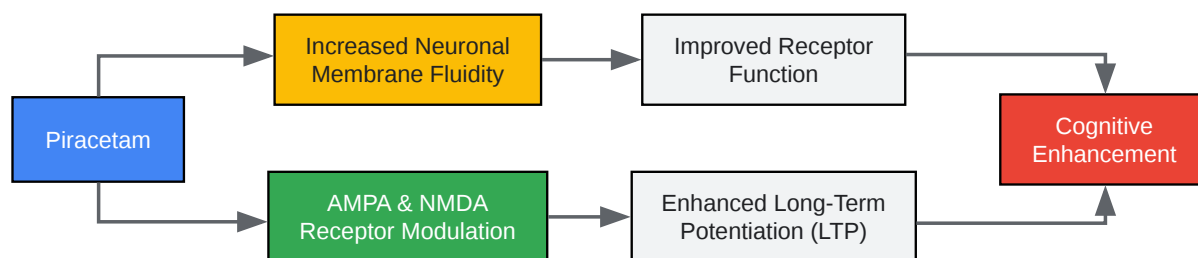 Piracetam
Increased Neuronal
Membrane Fluidity
Improved Receptor
Function
AMPA & NMDA
Receptor Modulation
Enhanced Long-Term
Potentiation (LTP)
Cognitive
Enhancement